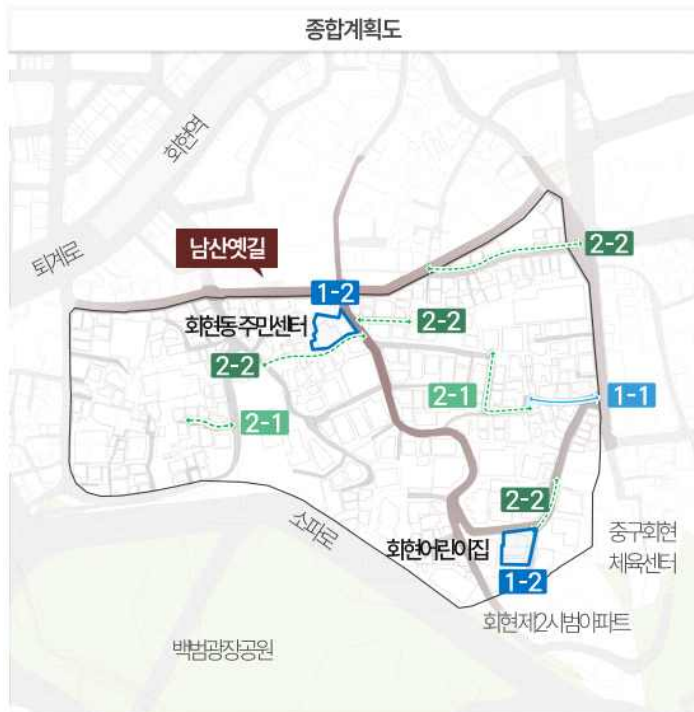 종합계획도
회현역
퇴계로
남산옛길
2-2
1-2
회현동주민센터
2-2
2-2
2-1
1-1
2-1
2-2
소파로
회현어린이집
중구회현
체육센터
1-2
회현제2시범아파트
백범광장공원